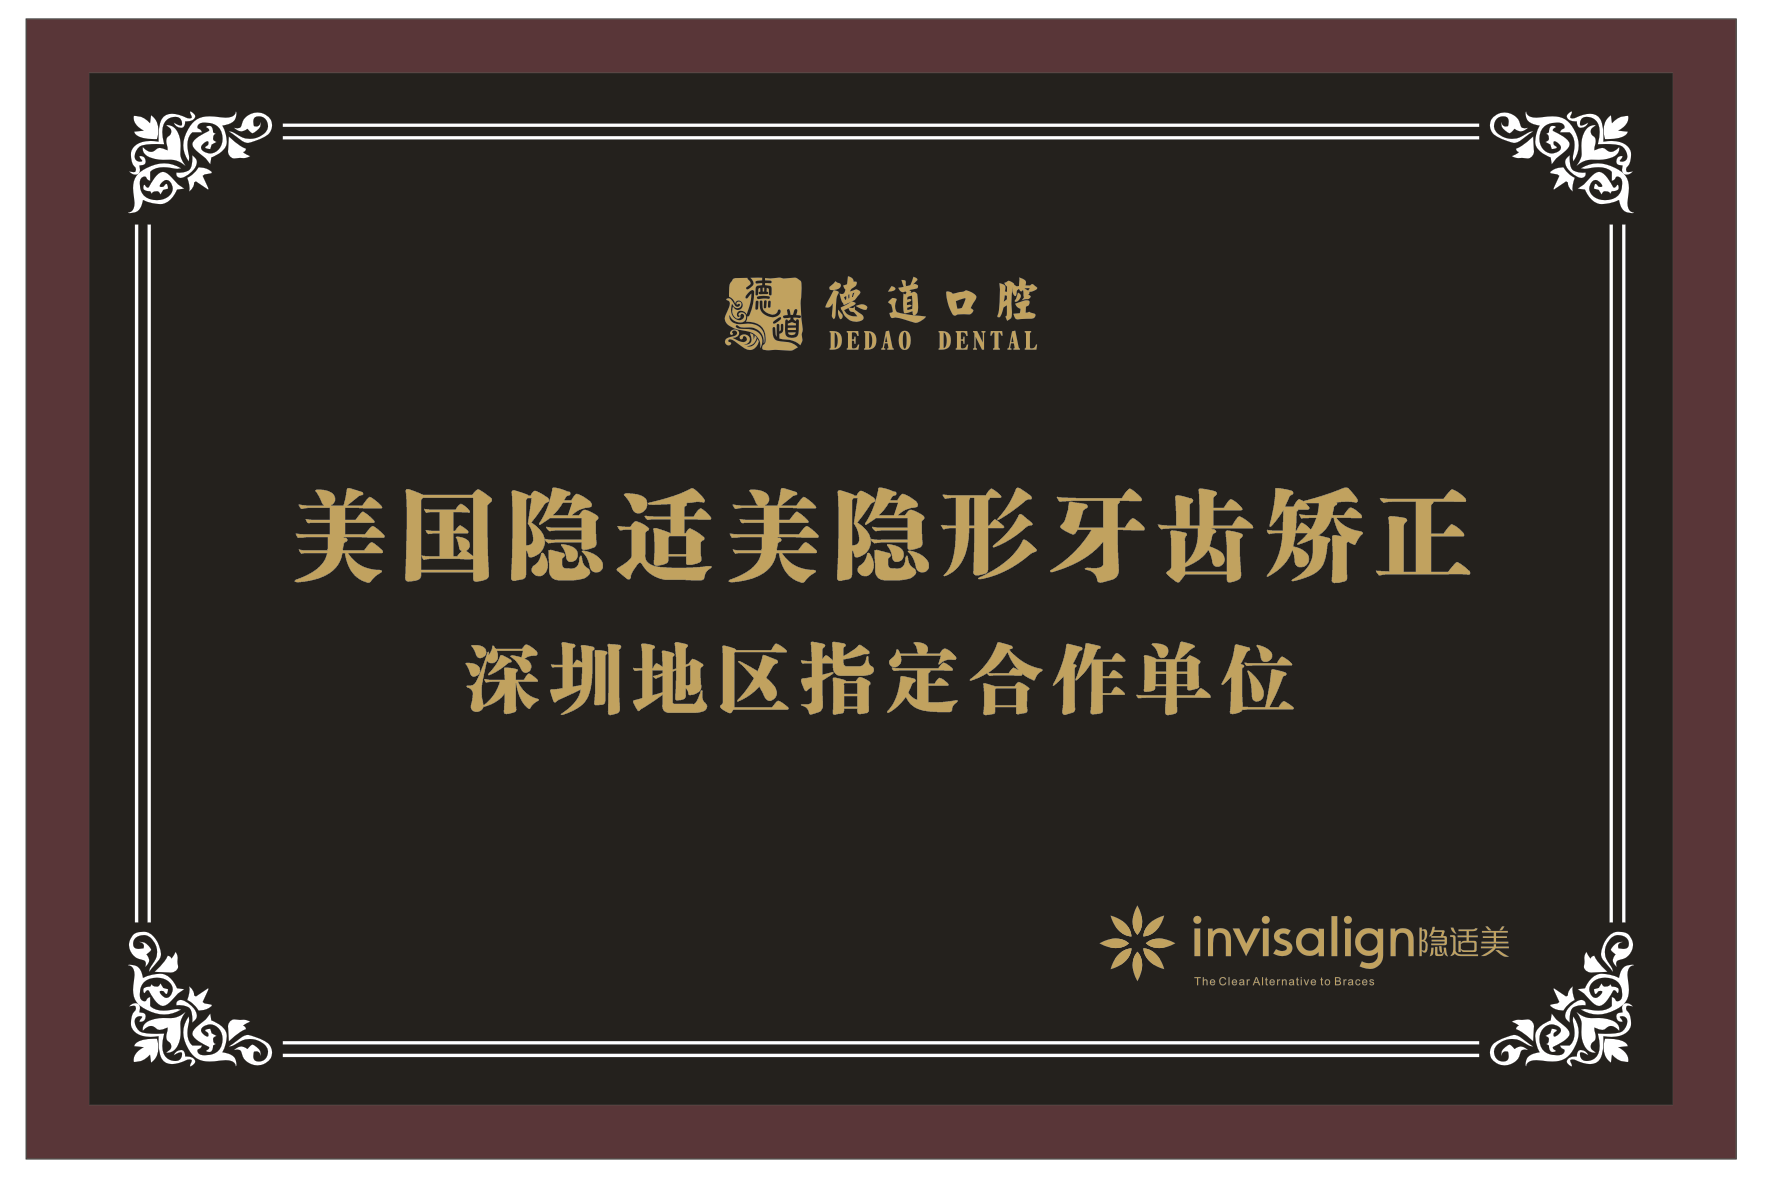 德道
德道口腔
DEDAO DENTAL
美国隐适美隐形牙齿矫正
深圳地区指定合作单位
invisalign隐适美
The Clear Alternative to Braces